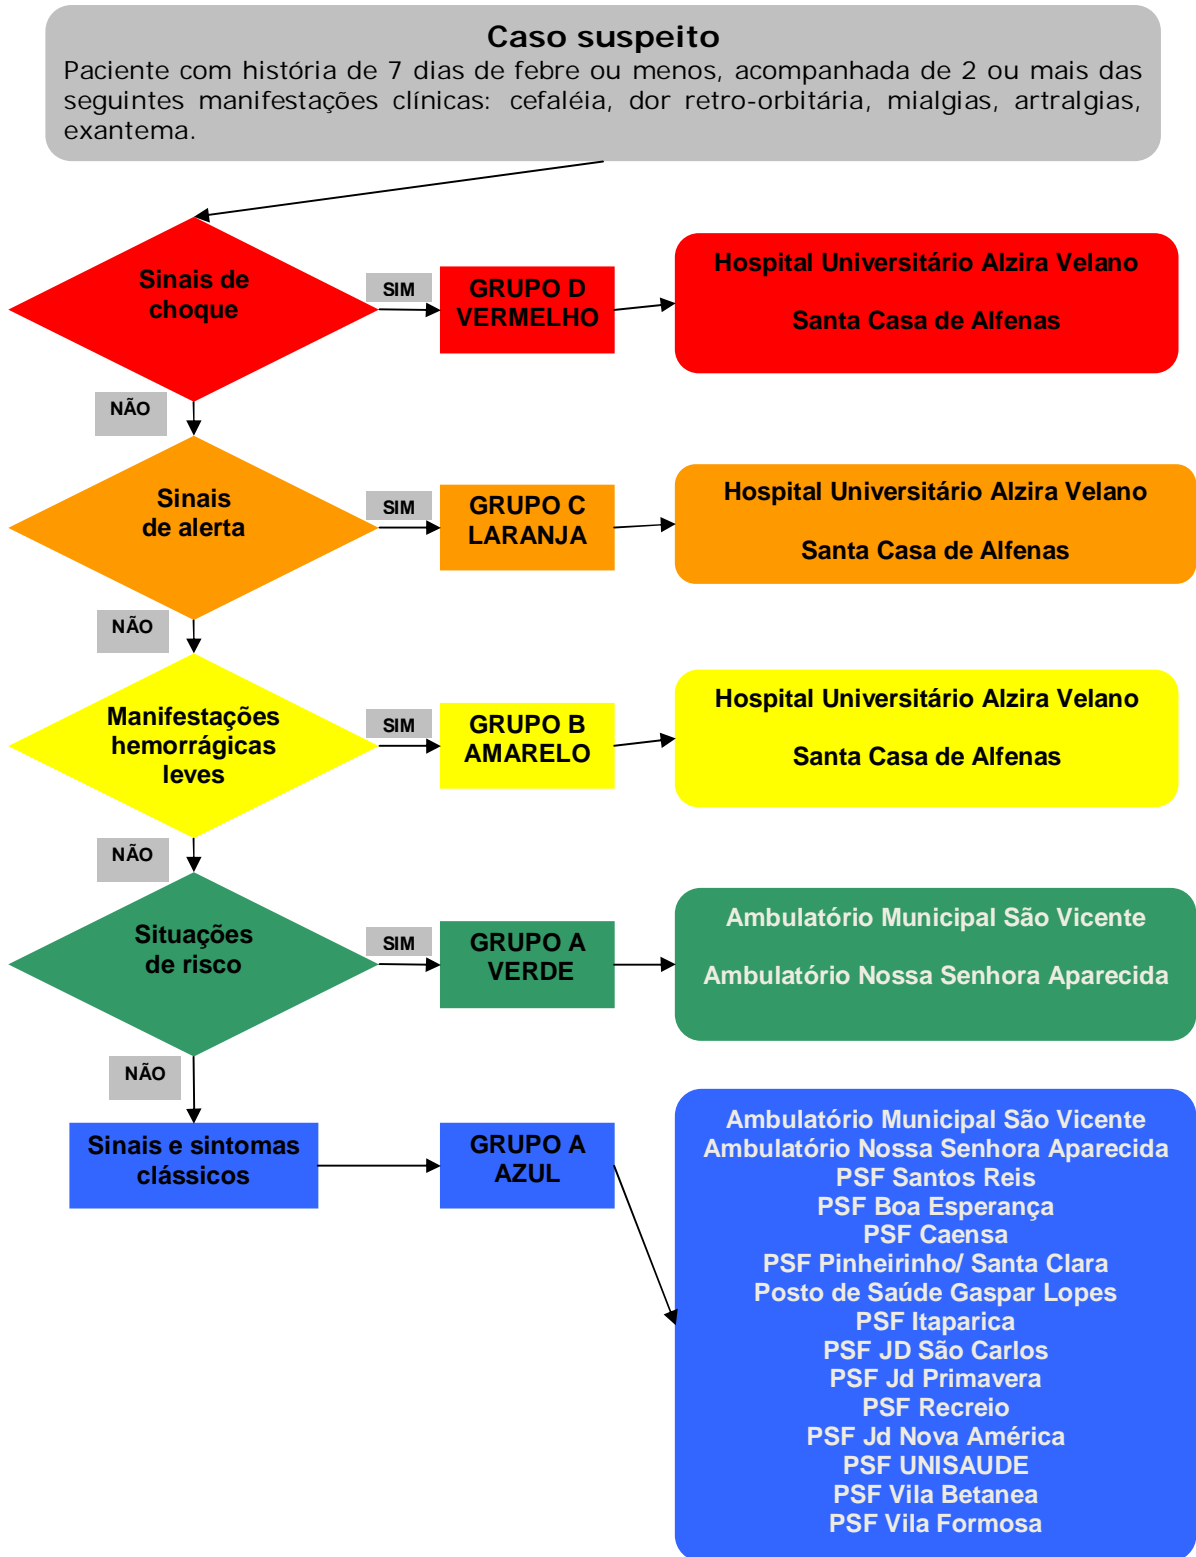 Caso suspeito
Paciente com história de 7 dias de febre ou menos, acompanhada de 2 ou mais das
seguintes manifestações clínicas: cefaléia, dor retro-orbitária, mialgias, artralgias,
exantema.
Sinais de
choque
SIM
GRUPO D
VERMELHO
Hospital Universitário Alzira Velano
Santa Casa de Alfenas
NÃO
Sinais
de alerta
SIM
GRUPO C
LARANJA
Hospital Universitário Alzira Velano
Santa Casa de Alfenas
NÃO
Manifestações
hemorrágicas
leves
SIM
GRUPO B
AMARELO
Hospital Universitário Alzira Velano
Santa Casa de Alfenas
NÃO
Situações
de risco
SIM
GRUPO A
VERDE
Ambulatório Municipal São Vicente
Ambulatório Nossa Senhora Aparecida
NÃO
Sinais e sintomas
clássicos
GRUPO A
AZUL
Ambulatório Municipal São Vicente
Ambulatório Nossa Senhora Aparecida
PSF Santos Reis
PSF Boa Esperança
PSF Caensa
PSF Pinheirinho/ Santa Clara
Posto de Saúde Gaspar Lopes
PSF Itaparica
PSF JD São Carlos
PSF Jd Primavera
PSF Recreio
PSF Jd Nova América
PSF UNISAUDE
PSF Vila Betanea
PSF Vila Formosa